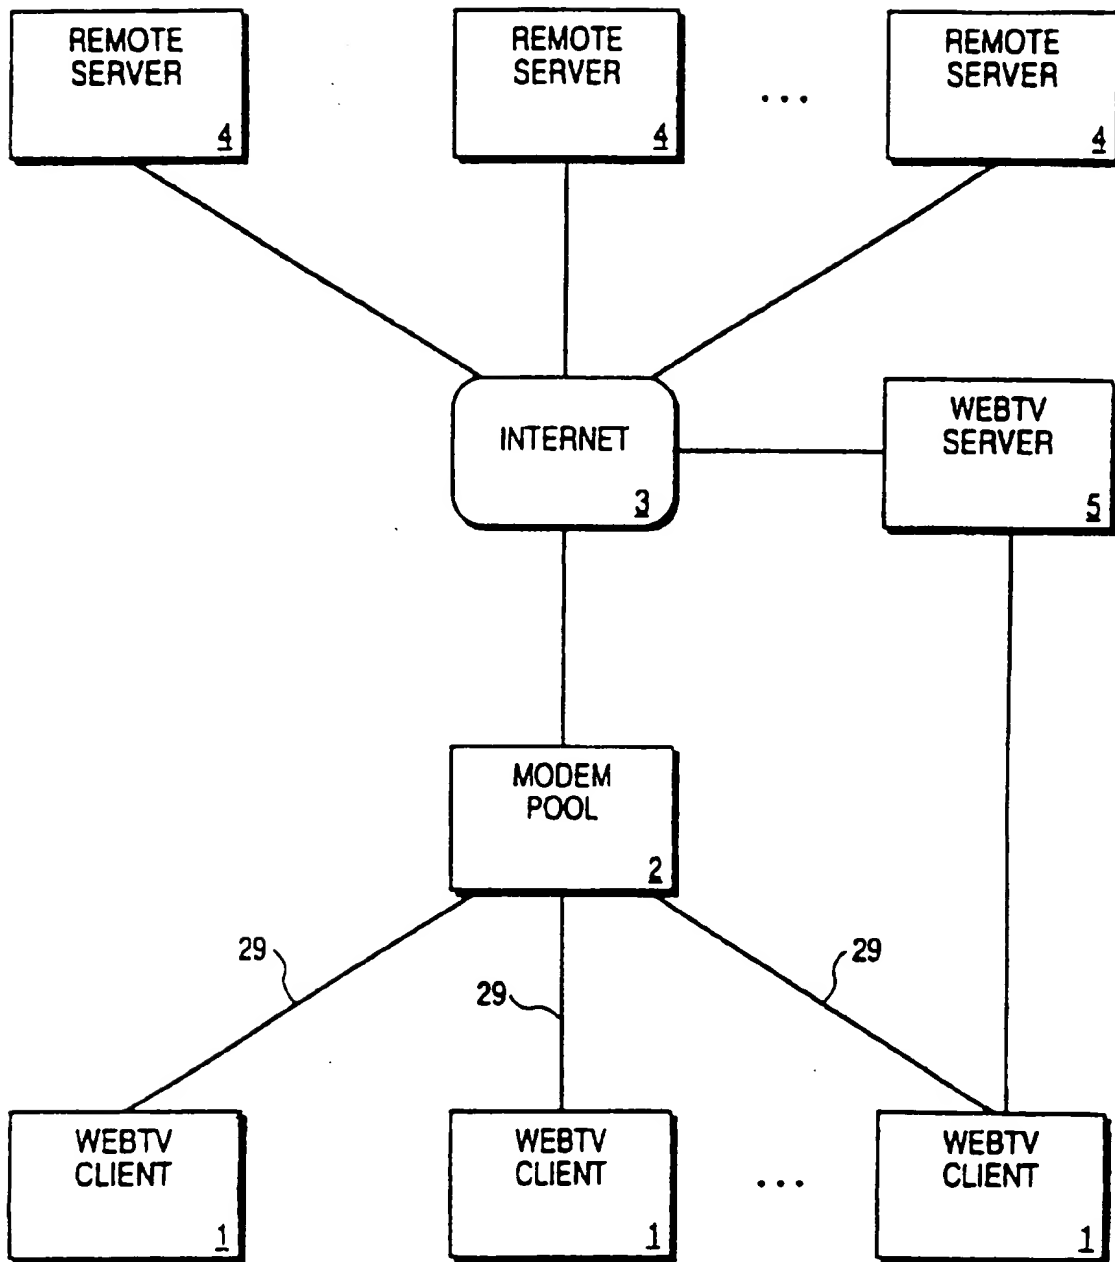 REMOTE
SERVER
4
REMOTE
SERVER
4
...
REMOTE
SERVER
4
INTERNET
3
WEBTV
SERVER
5
MODEM
POOL
2
29
29
29
WEBTV
CLIENT
1
WEBTV
CLIENT
1
...
WEBTV
CLIENT
1